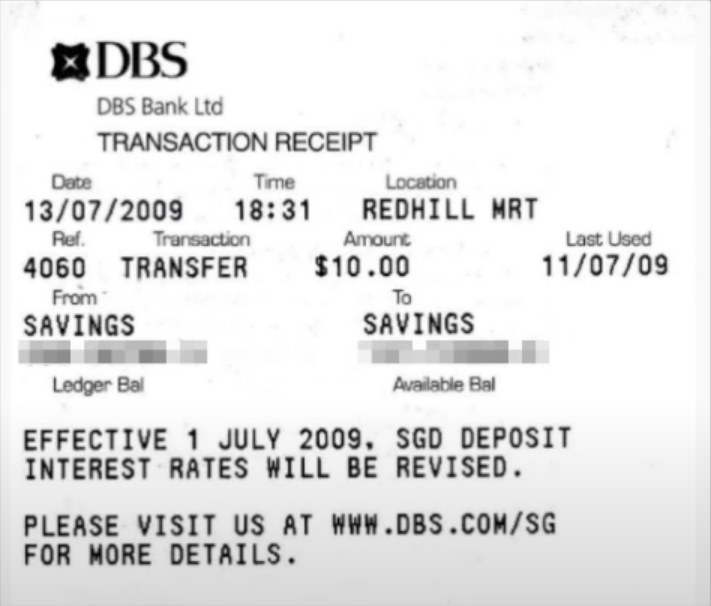 DBS
DBS Bank Ltd
TRANSACTION RECEIPT
Date Time Location
13/07/2009 18:31 REDHILL MRT
Ref. Transaction Amount Last Used
4060 TRANSFER $10.00 11/07/09
From To
SAVINGS SAVINGS
Ledger Bal Available Bal
EFFECTIVE 1 JULY 2009, SGD DEPOSIT
INTEREST RATES WILL BE REVISED.
PLEASE VISIT US AT WWW.DBS.COM/SG
FOR MORE DETAILS.